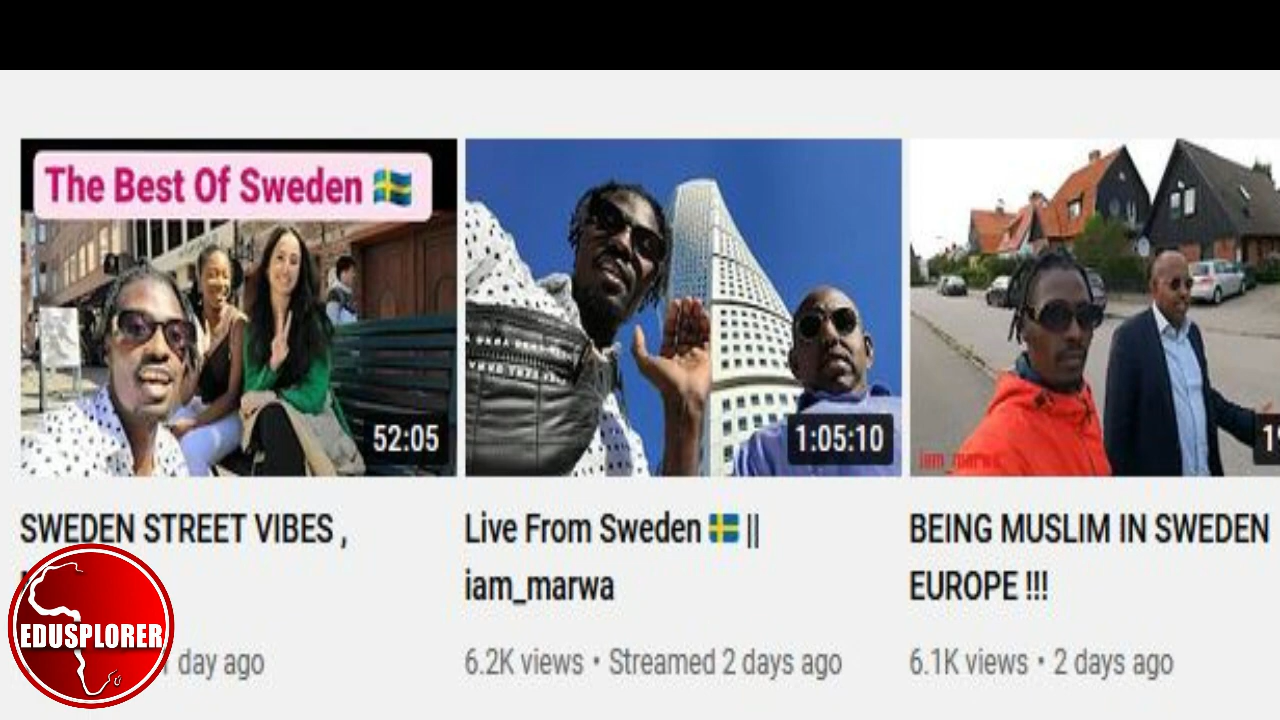 The Best Of Sweden 🇸🇪
52:05
1:05:10
iam_marwa
SWEDEN STREET VIBES ,
day ago
Live From Sweden 🇸🇪 ||
iam_marwa
6.2K views • Streamed 2 days ago
BEING MUSLIM IN SWEDEN
EUROPE !!!
6.1K views • 2 days ago
EDUSPLORER